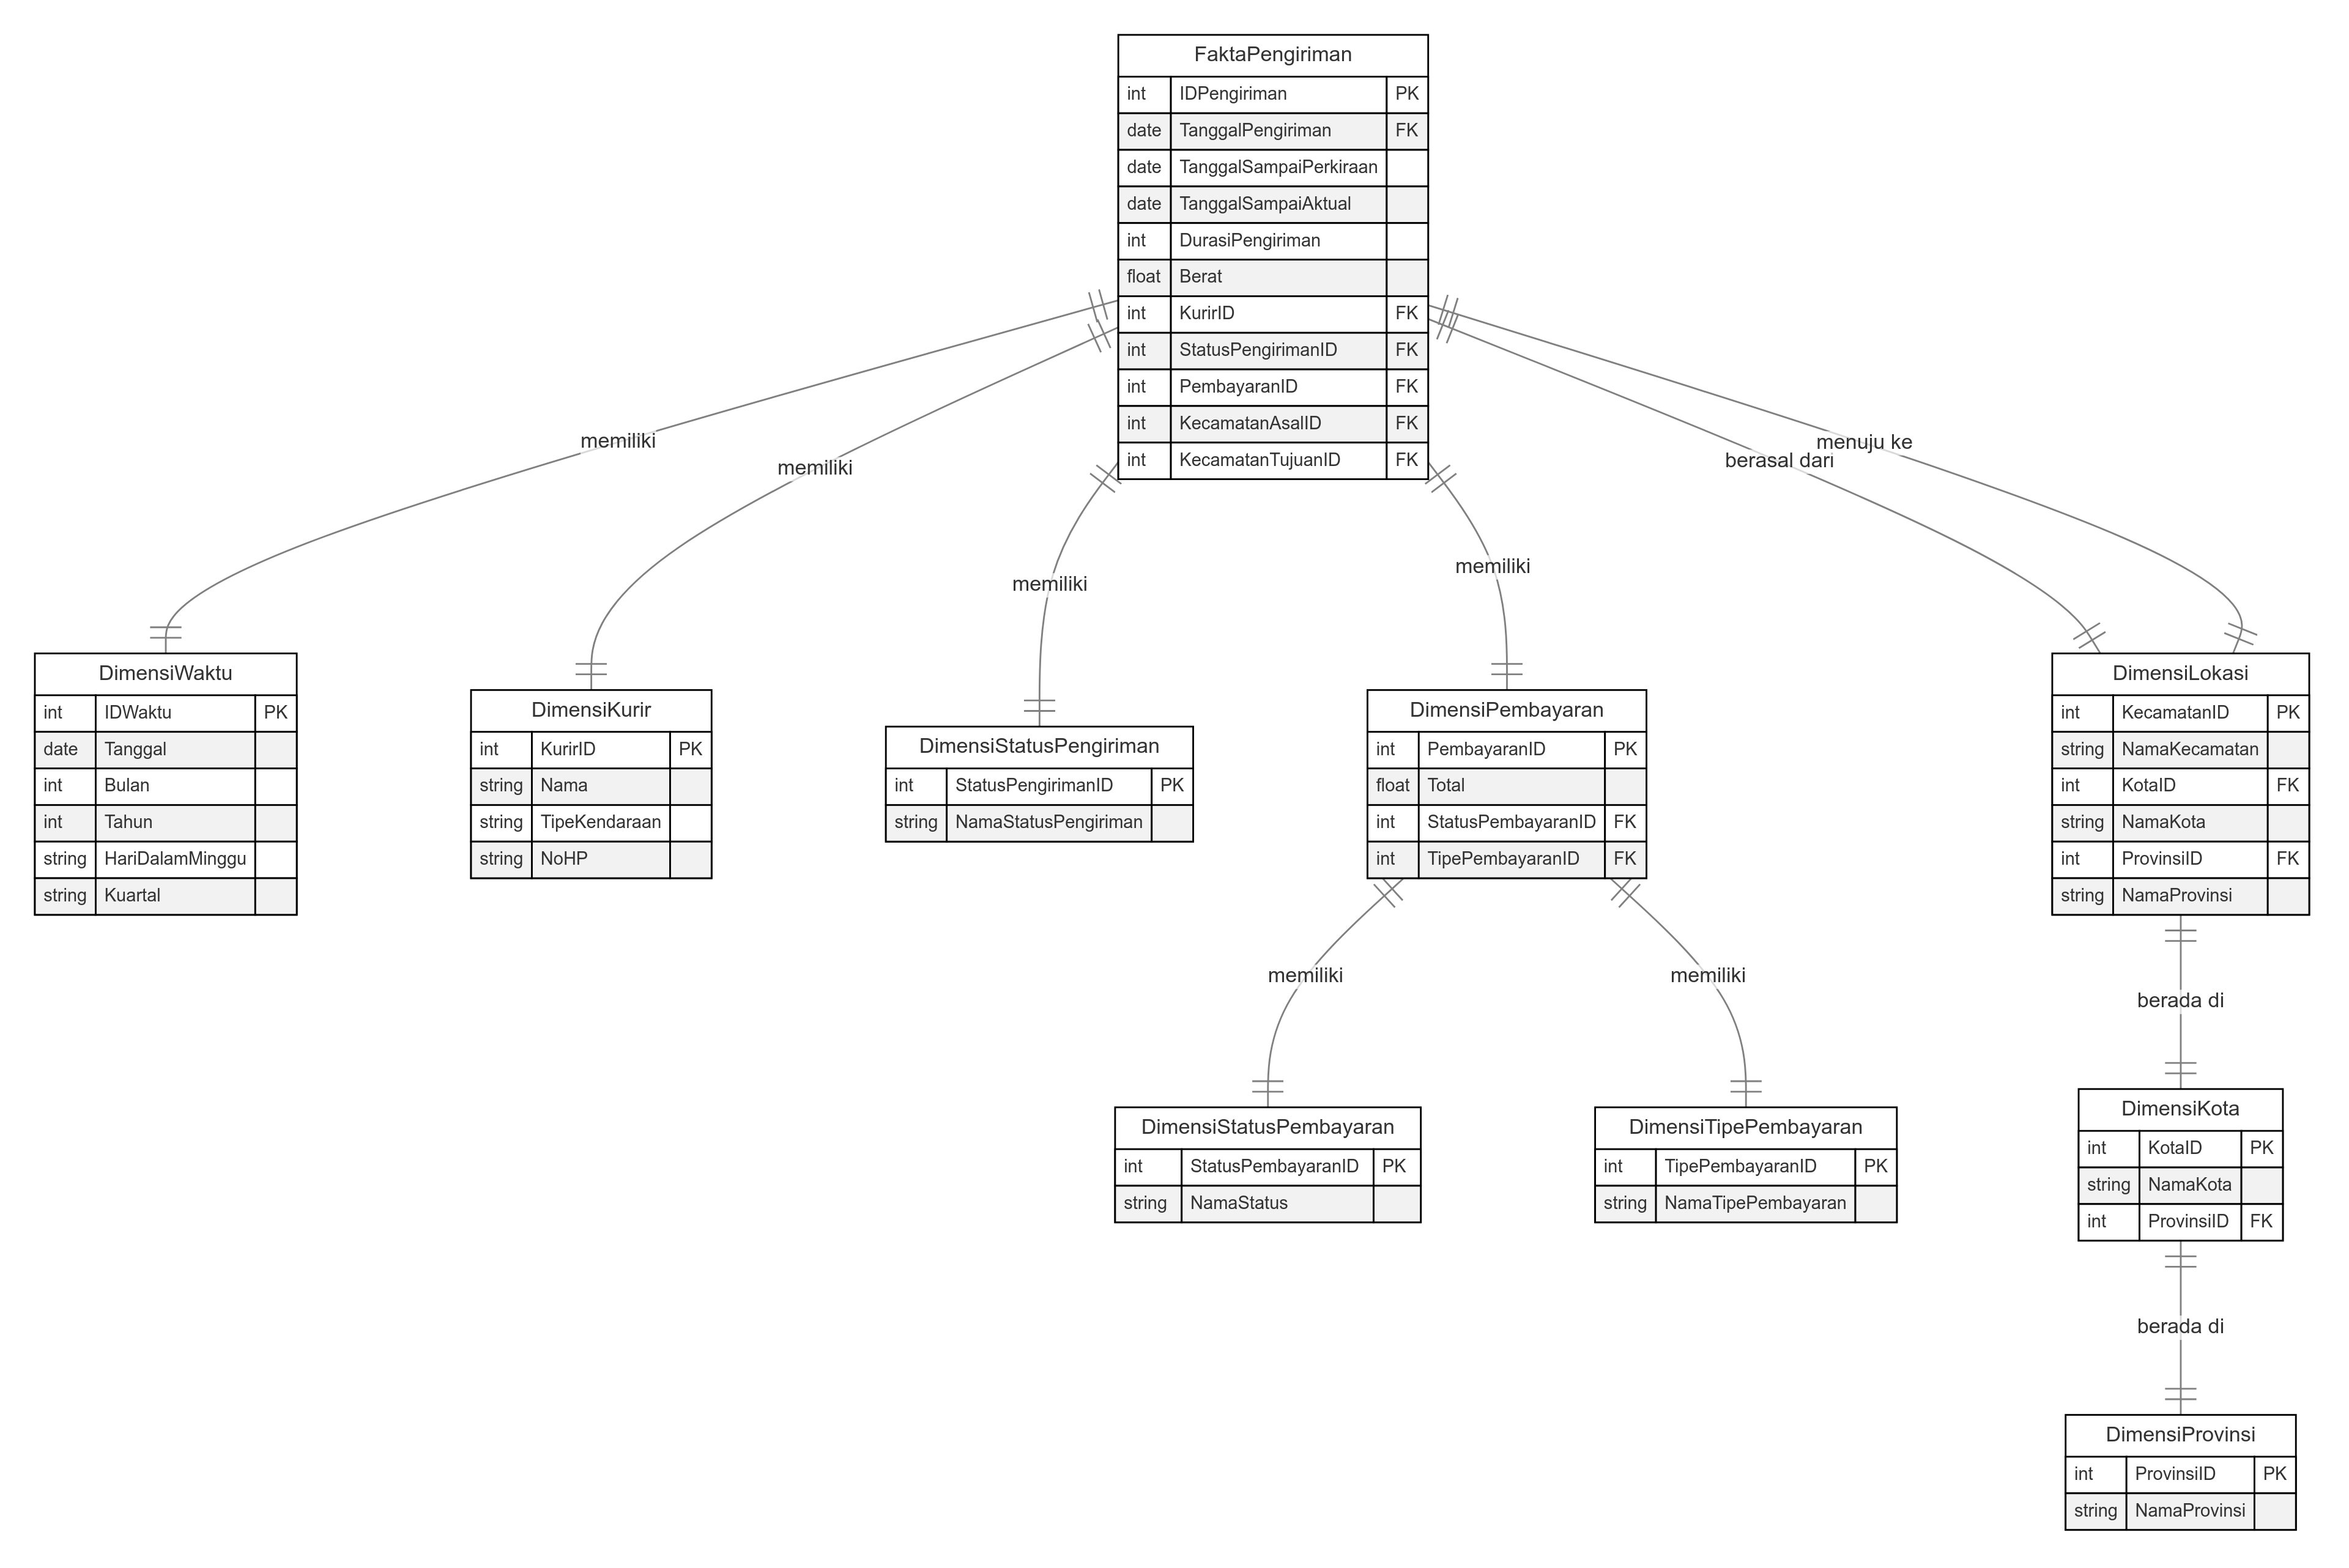 FaktaPengiriman
int IDPengiriman PK
date TanggalPengiriman FK
date TanggalSampaiPerkiraan
date TanggalSampaiAktual
int DurasiPengiriman
float Berat
int KurirID FK
int StatusPengirimanID FK
int PembayaranID FK
int KecamatanAsalID FK
int KecamatanTujuanID FK
memiliki
memiliki
memiliki
memiliki
berasal dari
menuju ke
DimensiWaktu
int IDWaktu PK
date Tanggal
int Bulan
int Tahun
string HariDalamMinggu
string Kuartal
DimensiKurir
int KurirID PK
string Nama
string TipeKendaraan
string NoHP
DimensiStatusPengiriman
int StatusPengirimanID PK
string NamaStatusPengiriman
DimensiPembayaran
int PembayaranID PK
float Total
int StatusPembayaranID FK
int TipePembayaranID FK
DimensiLokasi
int KecamatanID PK
string NamaKecamatan
int KotaID FK
string NamaKota
int ProvinsiID FK
string NamaProvinsi
memiliki
memiliki
berada di
DimensiStatusPembayaran
int StatusPembayaranID PK
string NamaStatus
DimensiTipePembayaran
int TipePembayaranID PK
string NamaTipePembayaran
DimensiKota
int KotaID PK
string NamaKota
int ProvinsiID FK
berada di
DimensiProvinsi
int ProvinsiID PK
string NamaProvinsi